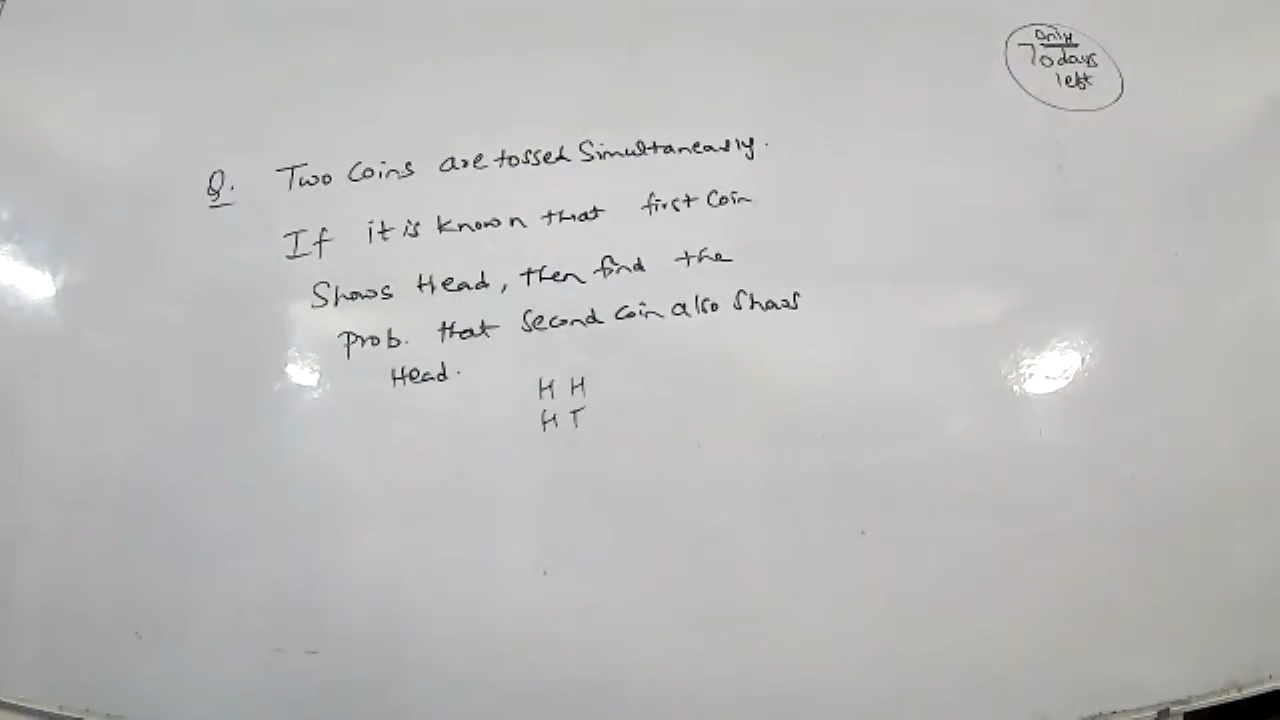 Only
70 days
left
Q. Two Coins are tossed Simultaneously.
If it is known that first Coin
Shows Head, then find the
Prob. that Second Coin also Shows
Head.
H H
H T